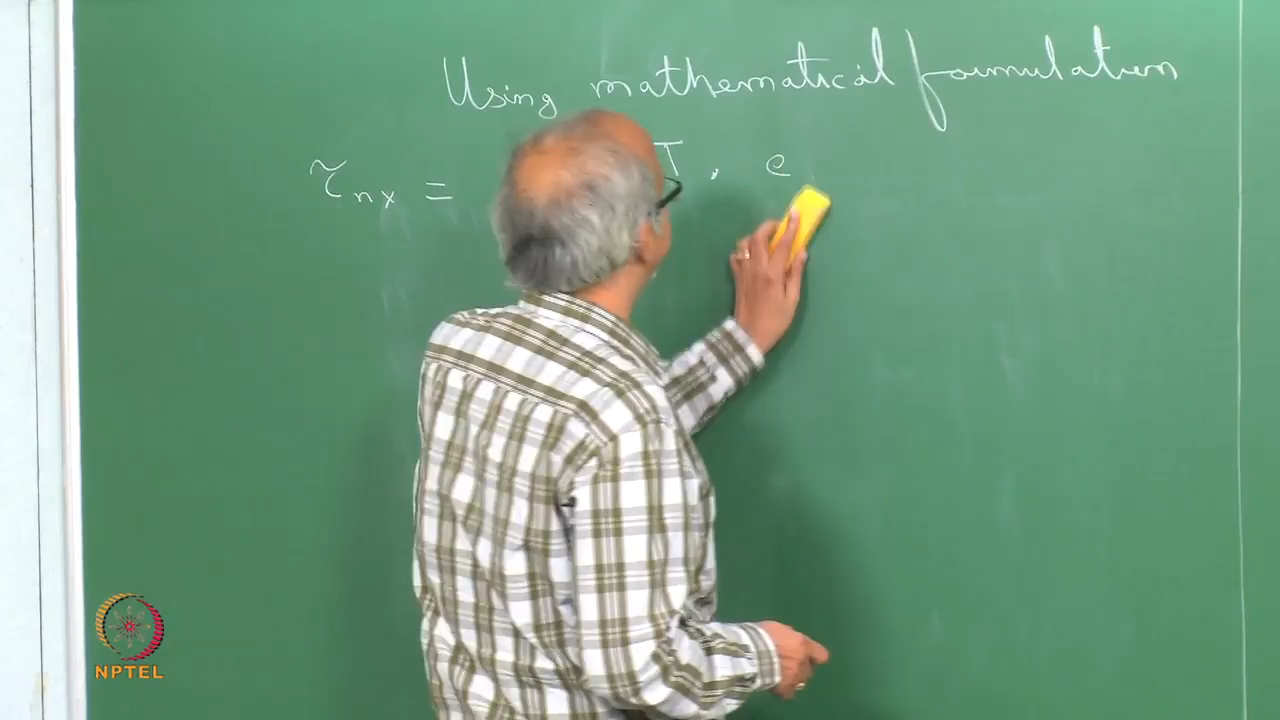 Using mathematical formulation
τnx = T. e
NPTEL